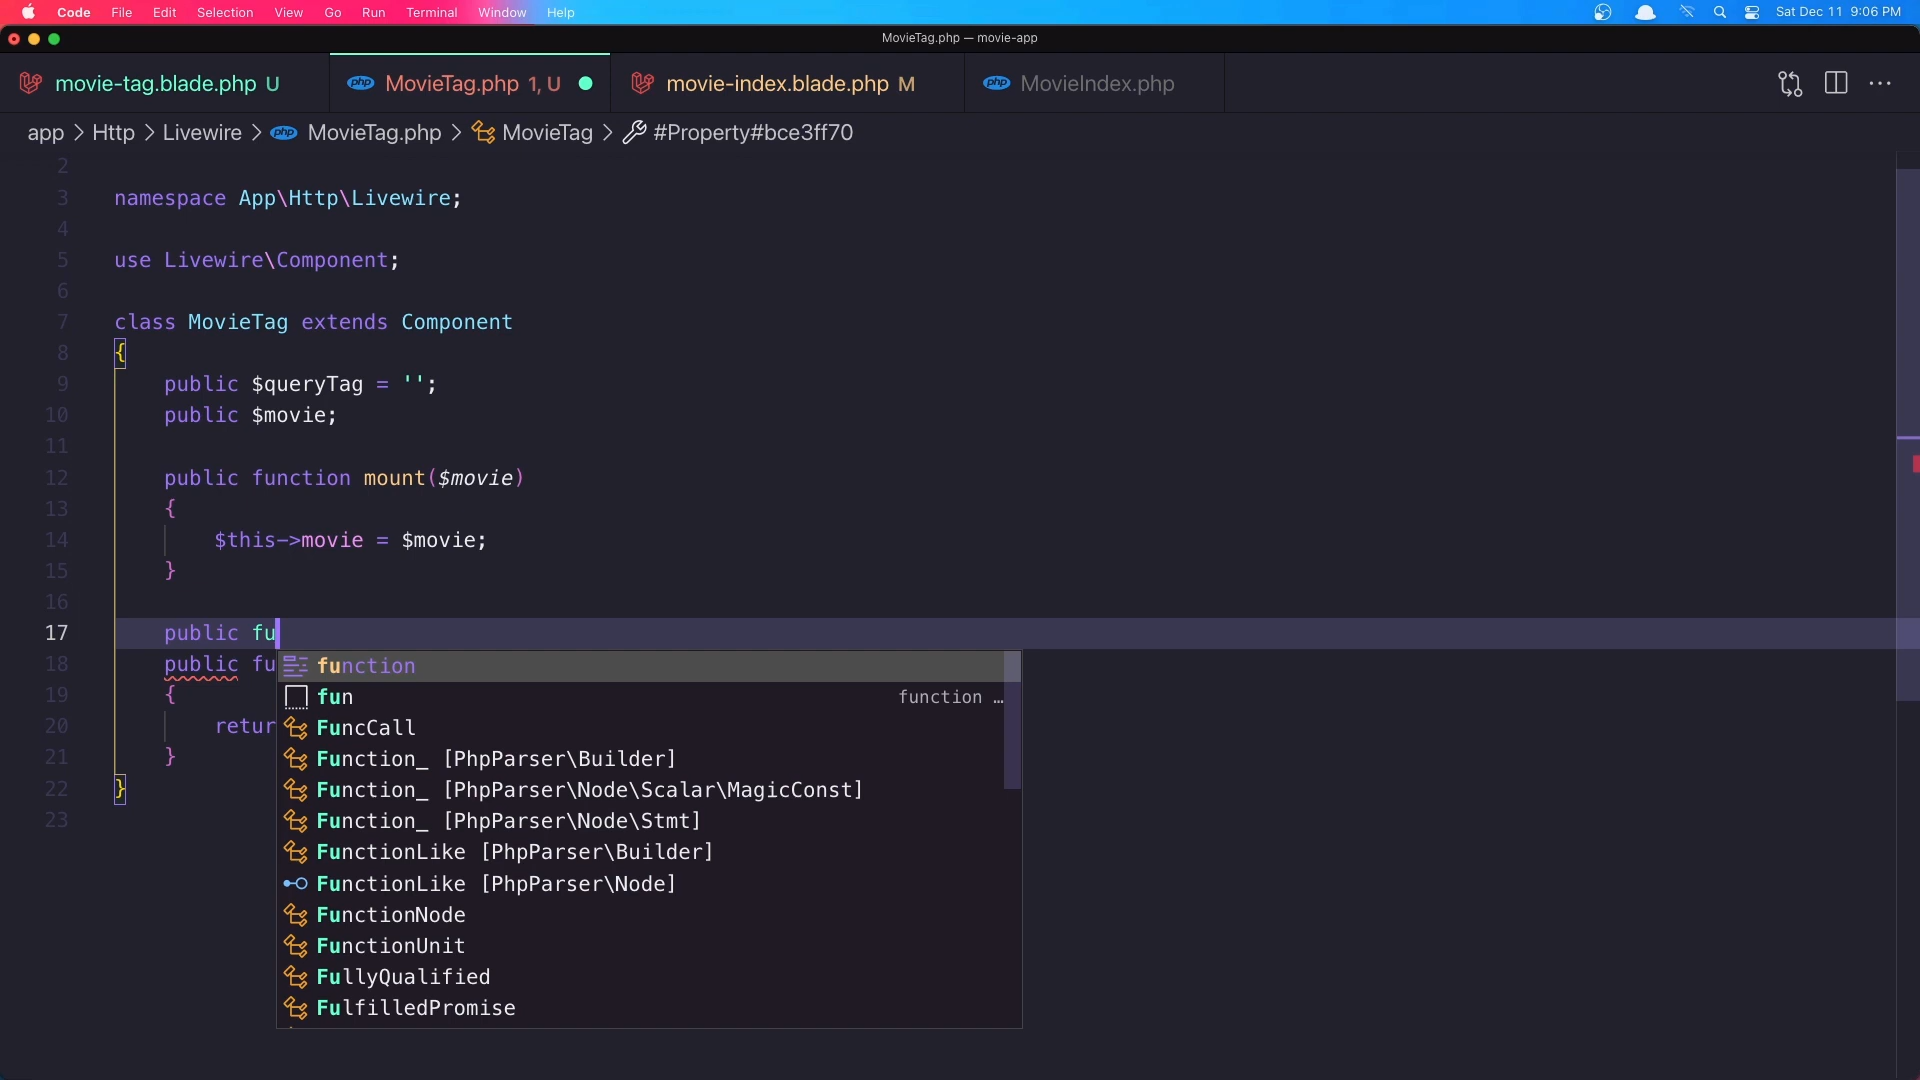 Code File Edit Selection View Go Run Terminal Window Help Sat Dec 11 9:06 PM
MovieTag.php — movie-app
movie-tag.blade.php U php MovieTag.php 1, U movie-index.blade.php M php MovieIndex.php
app > Http > Livewire > php MovieTag.php > MovieTag > #Property#bce3ff70
2
3 namespace App\Http\Livewire;
4
5 use Livewire\Component;
6
7 class MovieTag extends Component
8 {
9 public $queryTag = '';
10 public $movie;
11
12 public function mount($movie)
13 {
14 $this->movie = $movie;
15 }
16
17 public fu
18 public fu
19 {
20 retur
21 }
22 }
23
function
fun function …
FuncCall
Function_ [PhpParser\Builder]
Function_ [PhpParser\Node\Scalar\MagicConst]
Function_ [PhpParser\Node\Stmt]
FunctionLike [PhpParser\Builder]
FunctionLike [PhpParser\Node]
FunctionNode
FunctionUnit
FullyQualified
FulfilledPromise